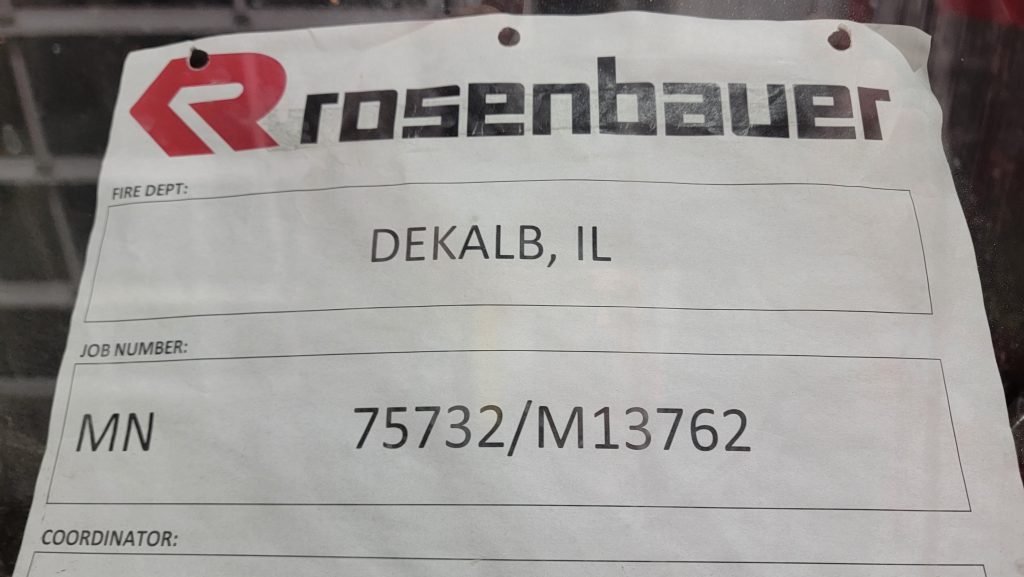 rosenbauer
FIRE DEPT:
DEKALB, IL
JOB NUMBER:
MN 75732/M13762
COORDINATOR: